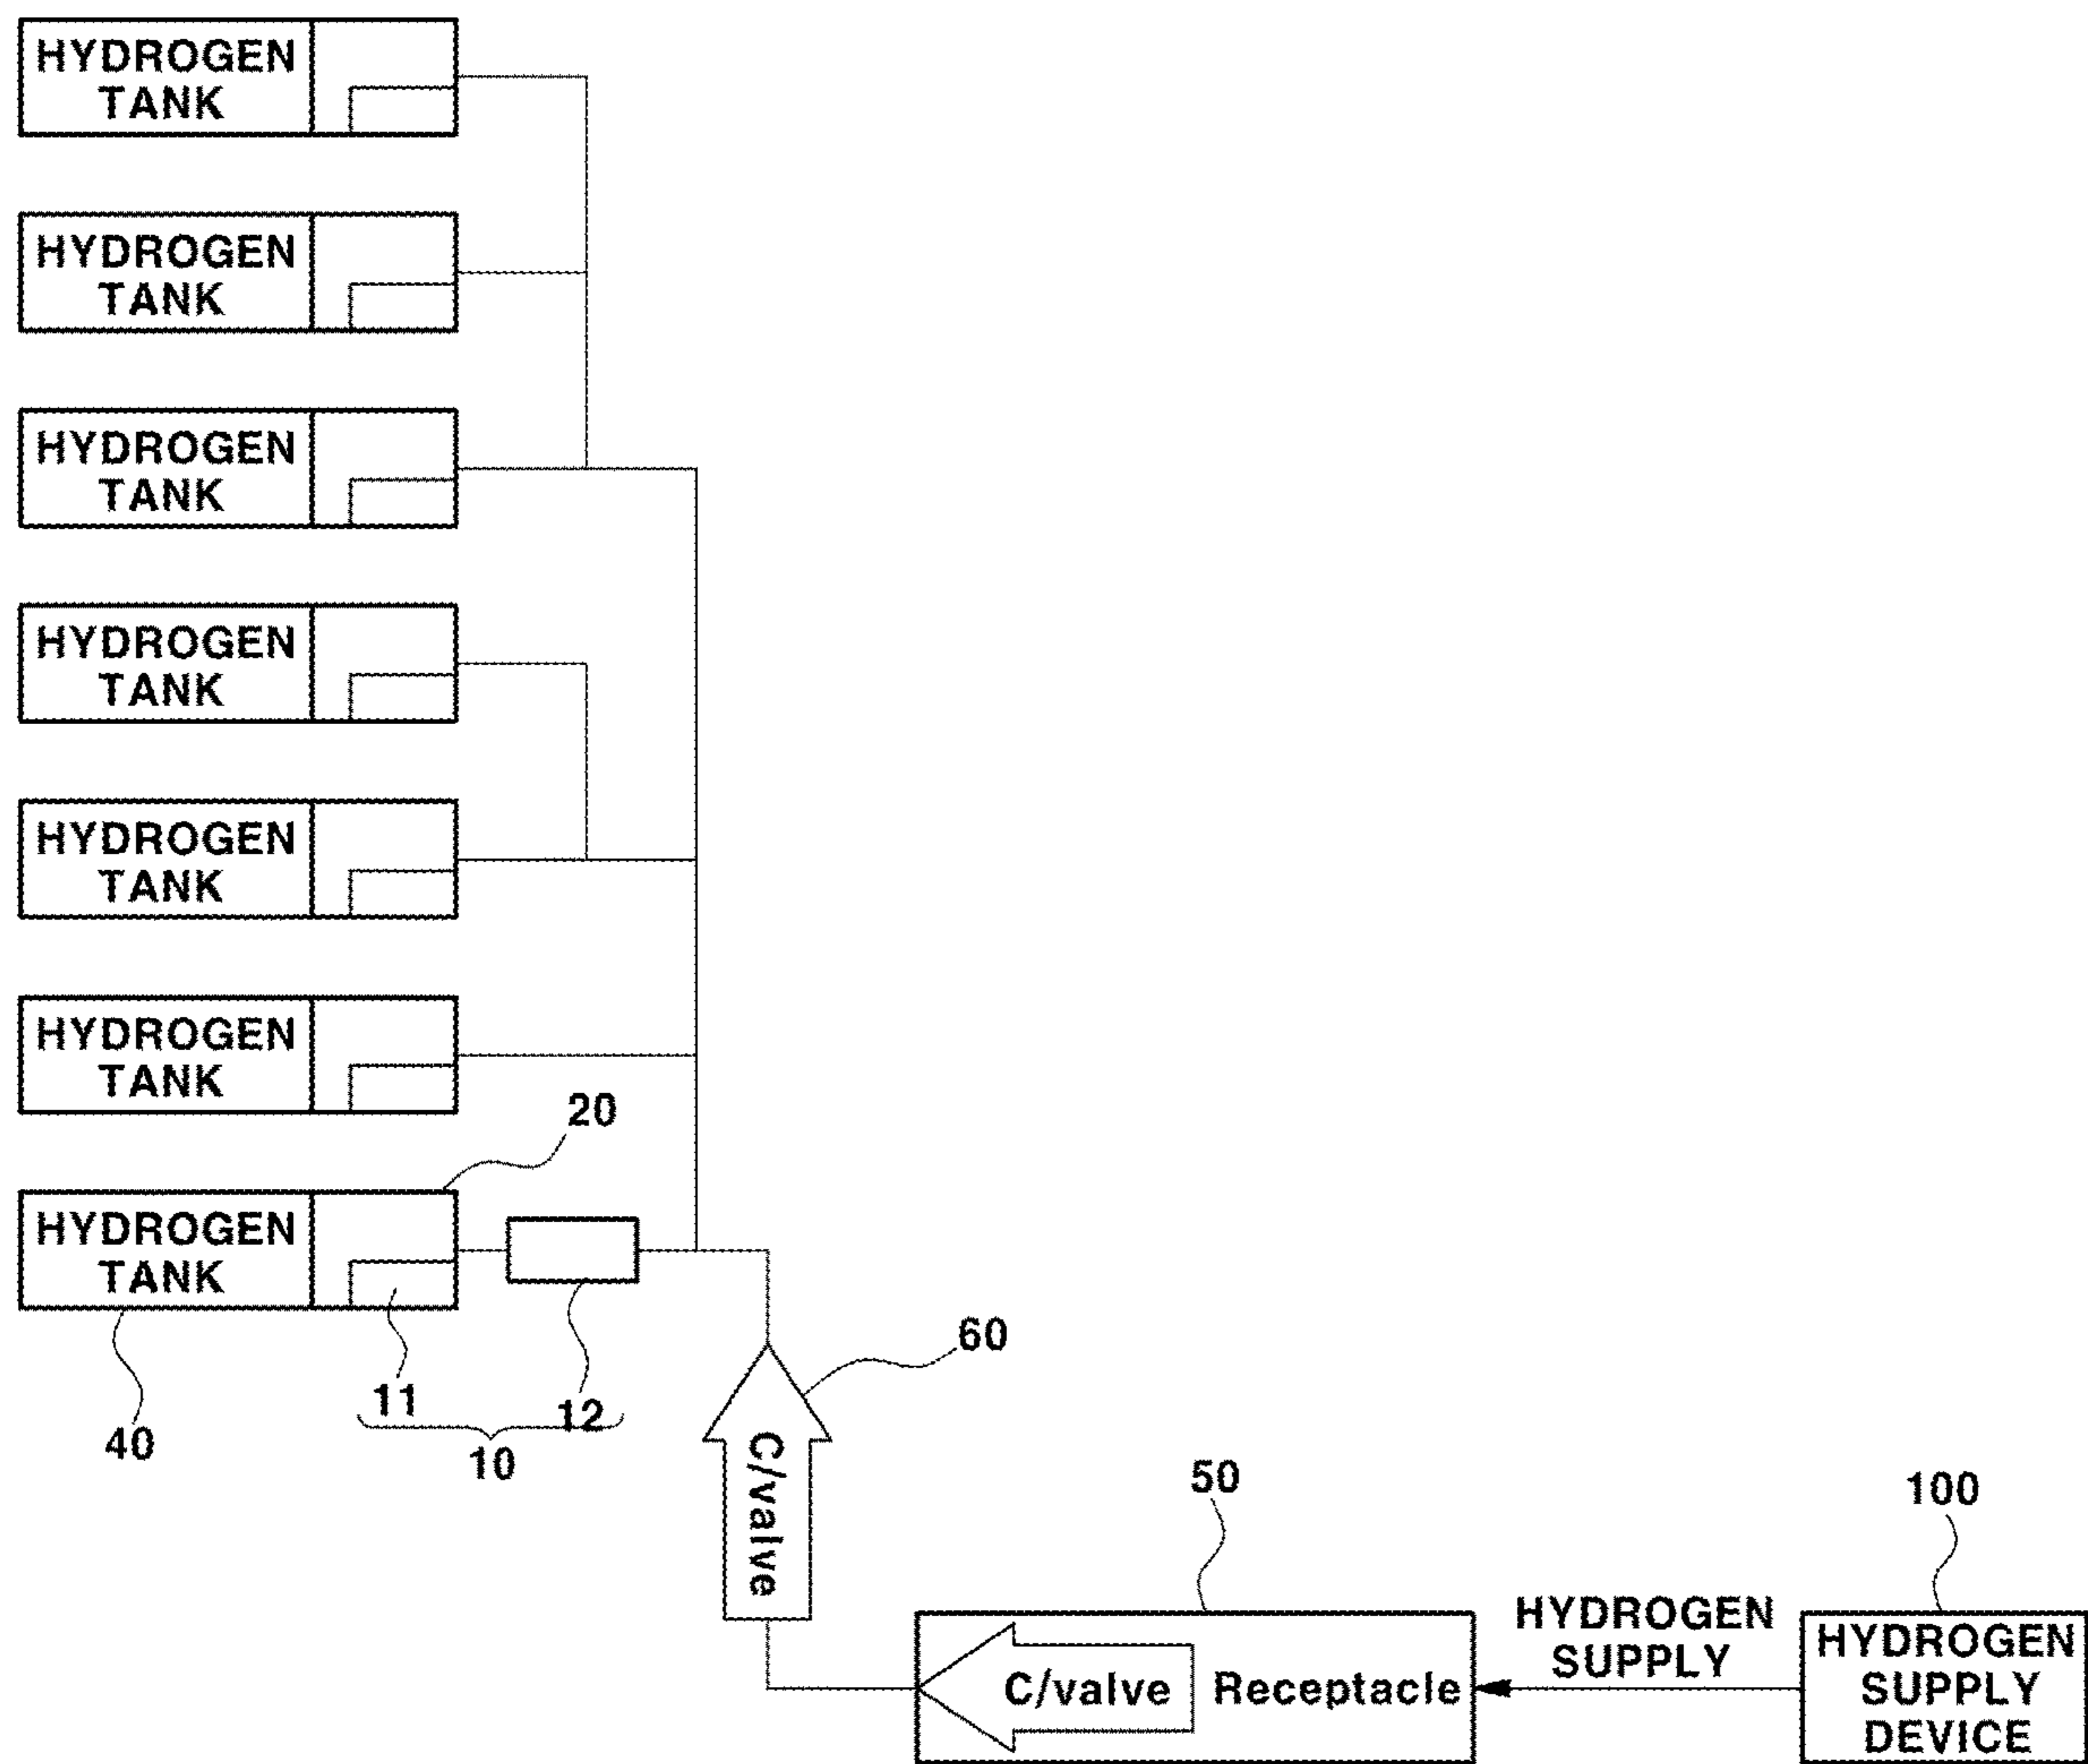 HYDROGEN
TANK
HYDROGEN
TANK
HYDROGEN
TANK
HYDROGEN
TANK
HYDROGEN
TANK
HYDROGEN
TANK
20
HYDROGEN
TANK
60
11
12
40
10
C/valve
50
100
HYDROGEN
SUPPLY
C/valve
Receptacle
HYDROGEN
SUPPLY
DEVICE